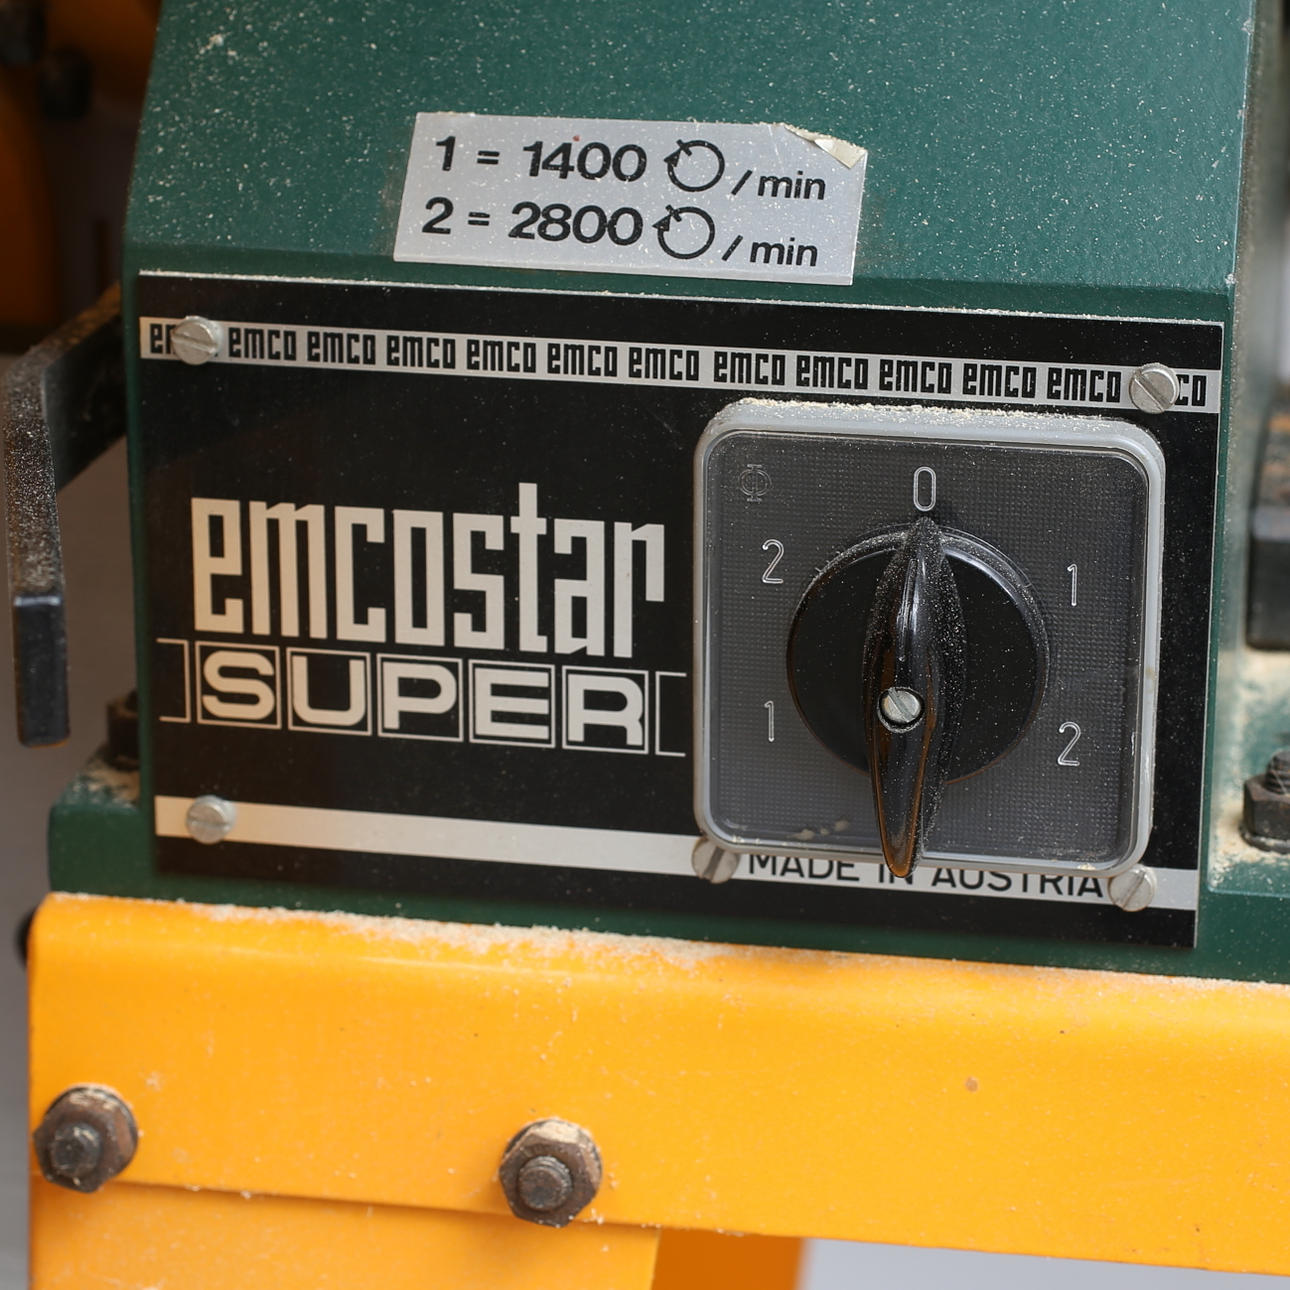 1 = 1400 /min
2 = 2800 /min
emco emco emco emco emco emco emco emco emco emco emco co
emcostar
SUPER
0
2 1
1 2
MADE IN AUSTRIA